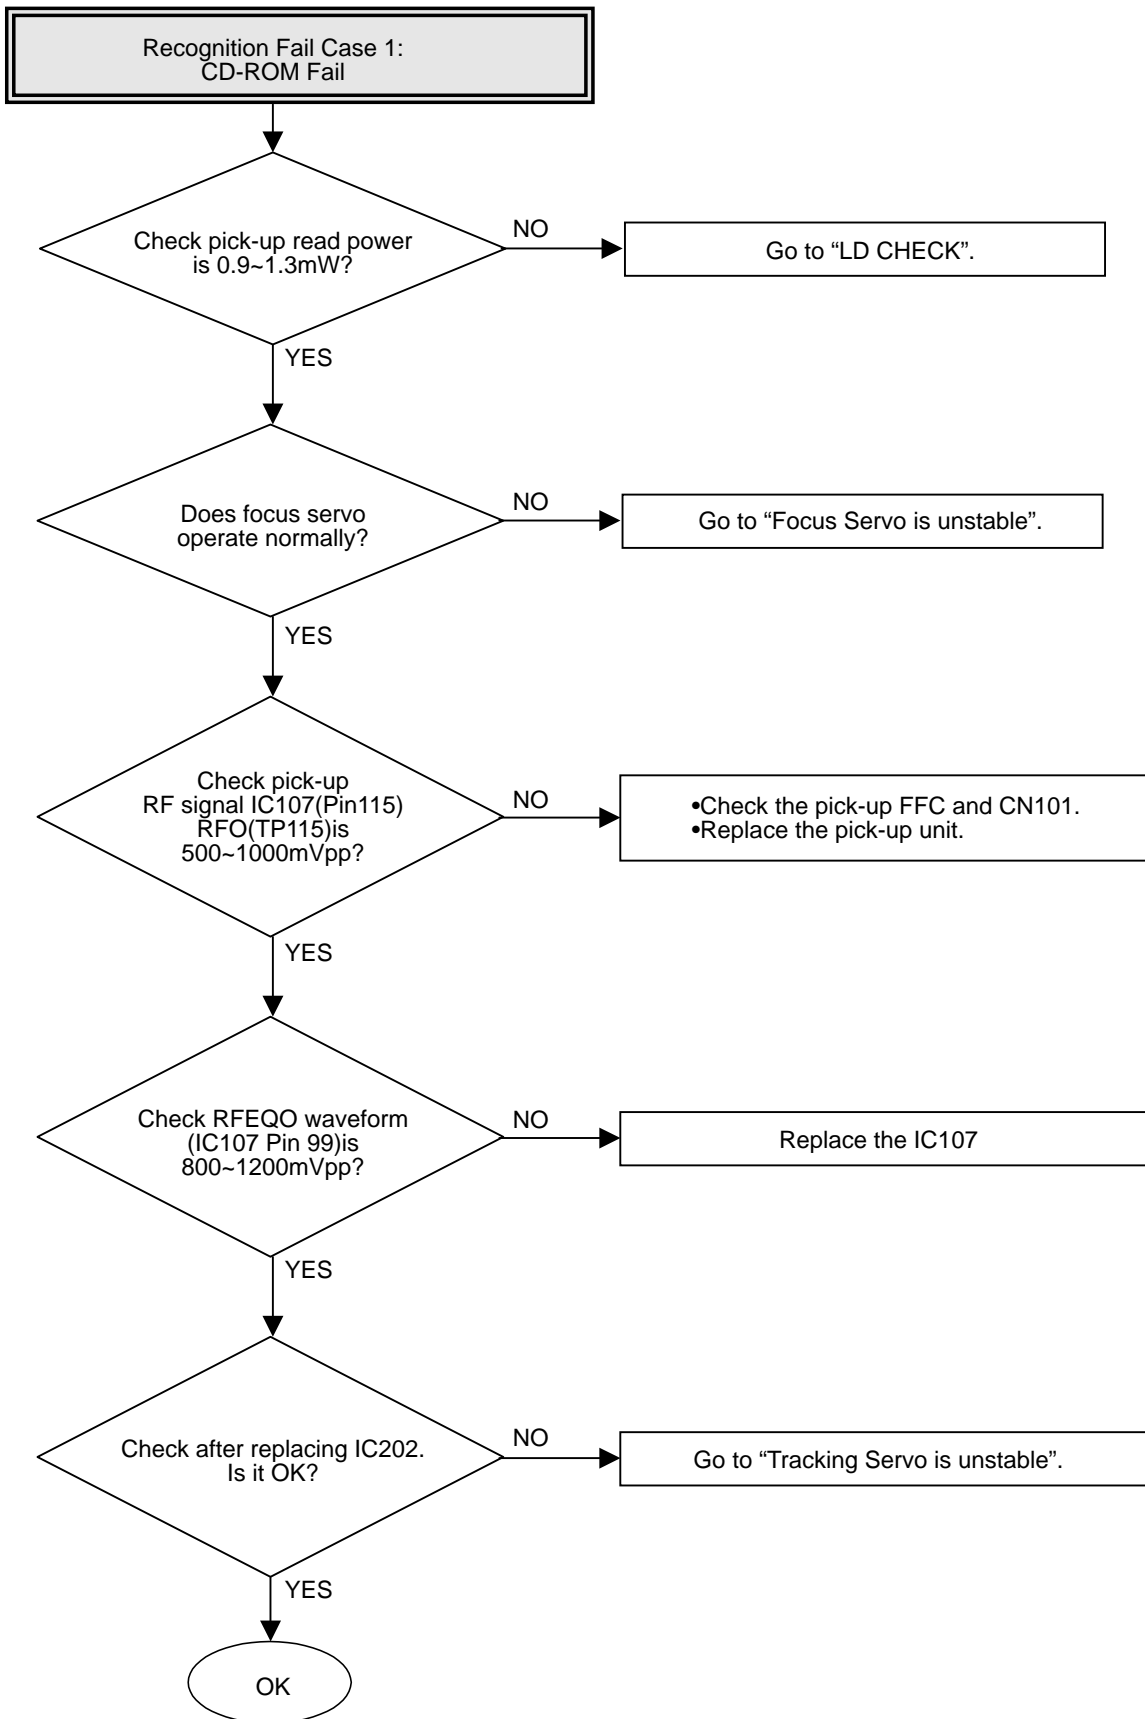 Recognition Fail Case 1:
CD-ROM Fail
Check pick-up read power
is 0.9~1.3mW?
NO
Go to “LD CHECK”.
YES
Does focus servo
operate normally?
NO
Go to “Focus Servo is unstable”.
YES
Check pick-up
RF signal IC107(Pin115)
RFO(TP115)is
500~1000mVpp?
NO
•Check the pick-up FFC and CN101.
•Replace the pick-up unit.
YES
Check RFEQO waveform
(IC107 Pin 99)is
800~1200mVpp?
NO
Replace the IC107
YES
Check after replacing IC202.
Is it OK?
NO
Go to “Tracking Servo is unstable”.
YES
OK